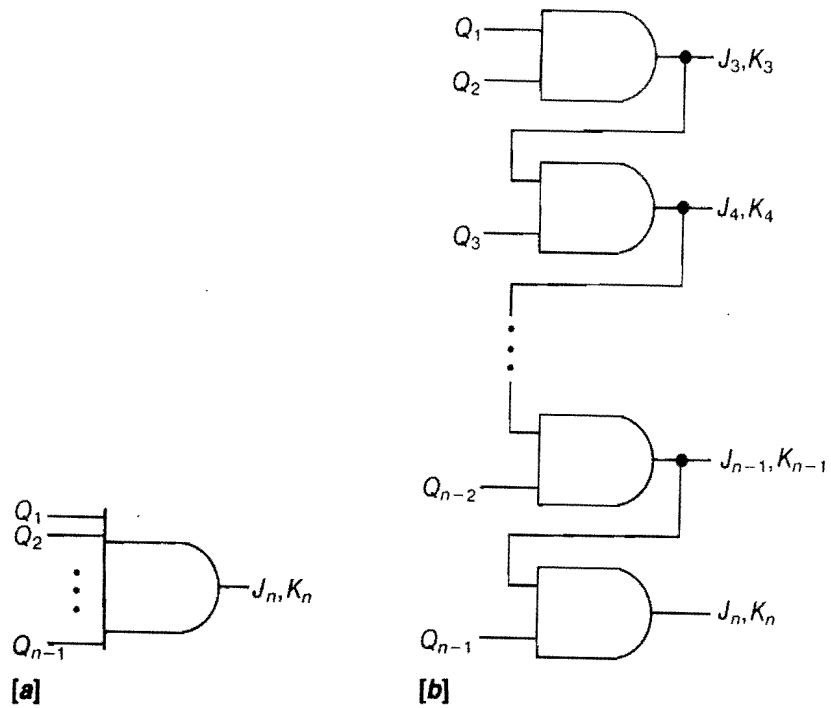 Q₁
Q₂
J₃,K₃
Q₃
J₄,K₄
Qₙ₋₂
Jₙ₋₁,Kₙ₋₁
Qₙ₋₁
Jₙ,Kₙ
Q₁
Q₂
Qₙ₋₁
Jₙ,Kₙ
[a]
[b]